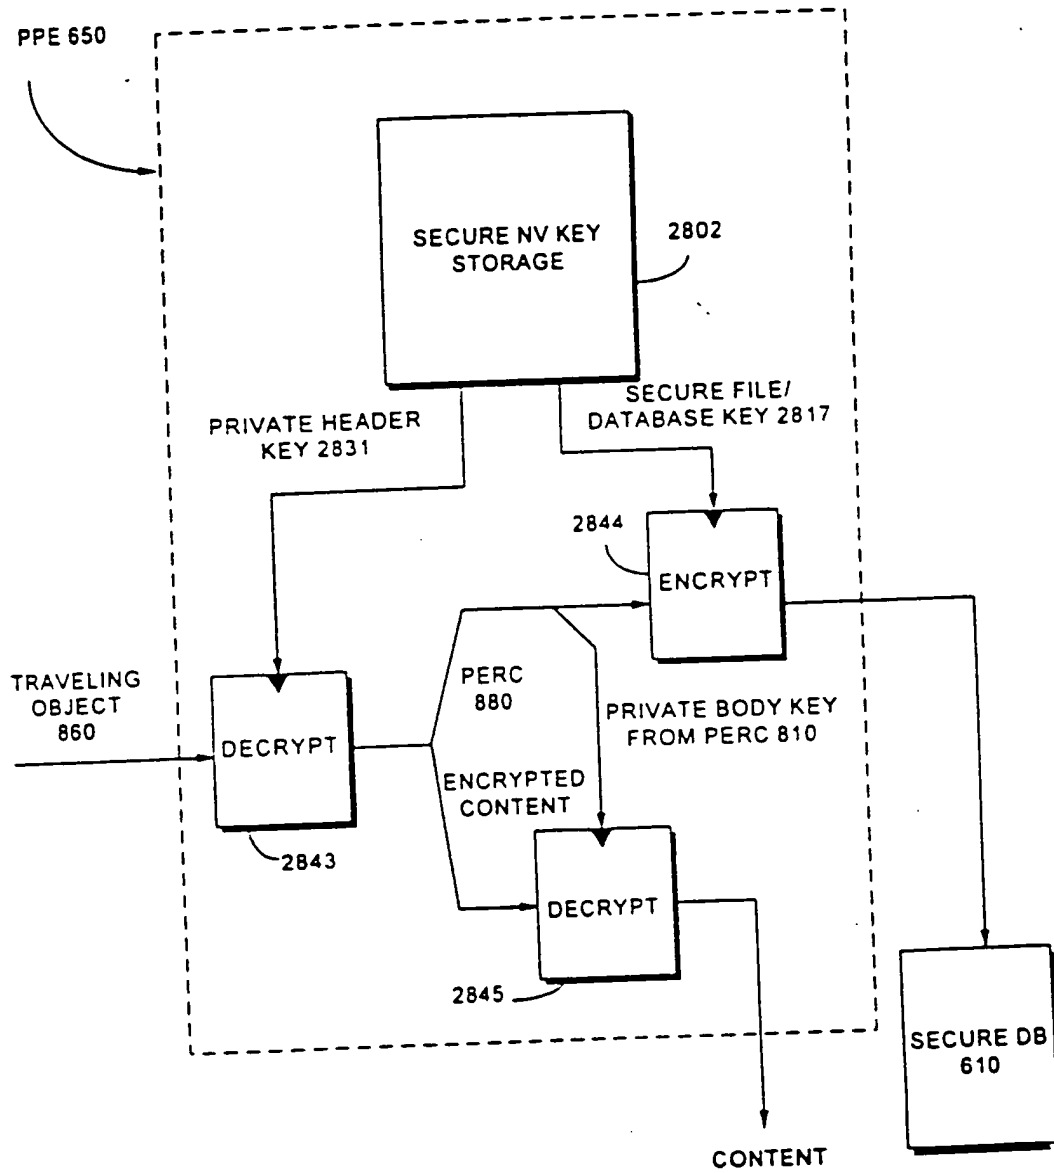 PPE 650
SECURE NV KEY
STORAGE
2802
PRIVATE HEADER
KEY 2831
SECURE FILE/
DATABASE KEY 2817
2844
ENCRYPT
TRAVELING
OBJECT
860
DECRYPT
2843
PERC
880
PRIVATE BODY KEY
FROM PERC 810
ENCRYPTED
CONTENT
DECRYPT
2845
SECURE DB
610
CONTENT